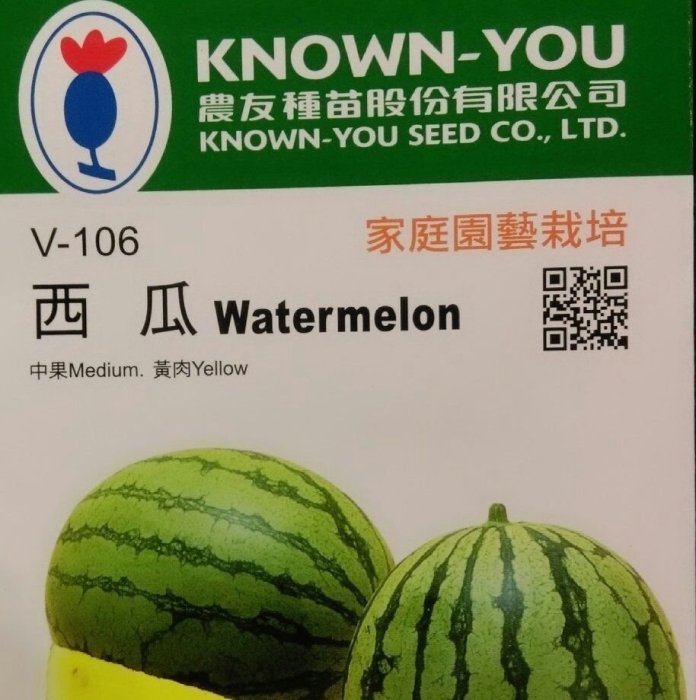 KNOWN-YOU
農友種苗股份有限公司
KNOWN-YOU SEED CO., LTD.
V-106
家庭園藝栽培
西瓜 Watermelon
中果Medium. 黃肉Yellow